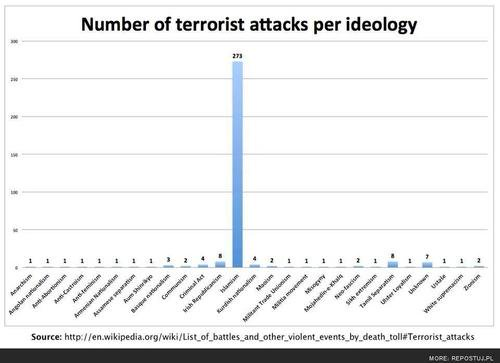 Number of terrorist attacks per ideology
300
250
200
150
100
50
0
273
1 1 1 1 1 1 1 1 3 2 4 8 4 2 1 1 1 1 2 1 8 1 7 1 1 2
Anarchism
Angolan nationalism
Anti-Abortionism
Anti-Castroism
Anti-feminism
Armenian Nationalism
Assamese separatism
Aum Shinrikyo
Basque nationalism
Communism
Criminal Act
Irish Republicanism
Islamism
Kurdish nationalism
Maoism
Militant Trade Unionism
Militia movement
Misogyny
Mojahedin-e-Khalq
Neo-fascism
Sikh extremism
Tamil Separatism
Ulster Loyalism
Unknown
White supremacism
Zionism
Source: http://en.wikipedia.org/wiki/List_of_battles_and_other_violent_events_by_death_toll#Terrorist_attacks
MORE: REPOSTUJ.PL